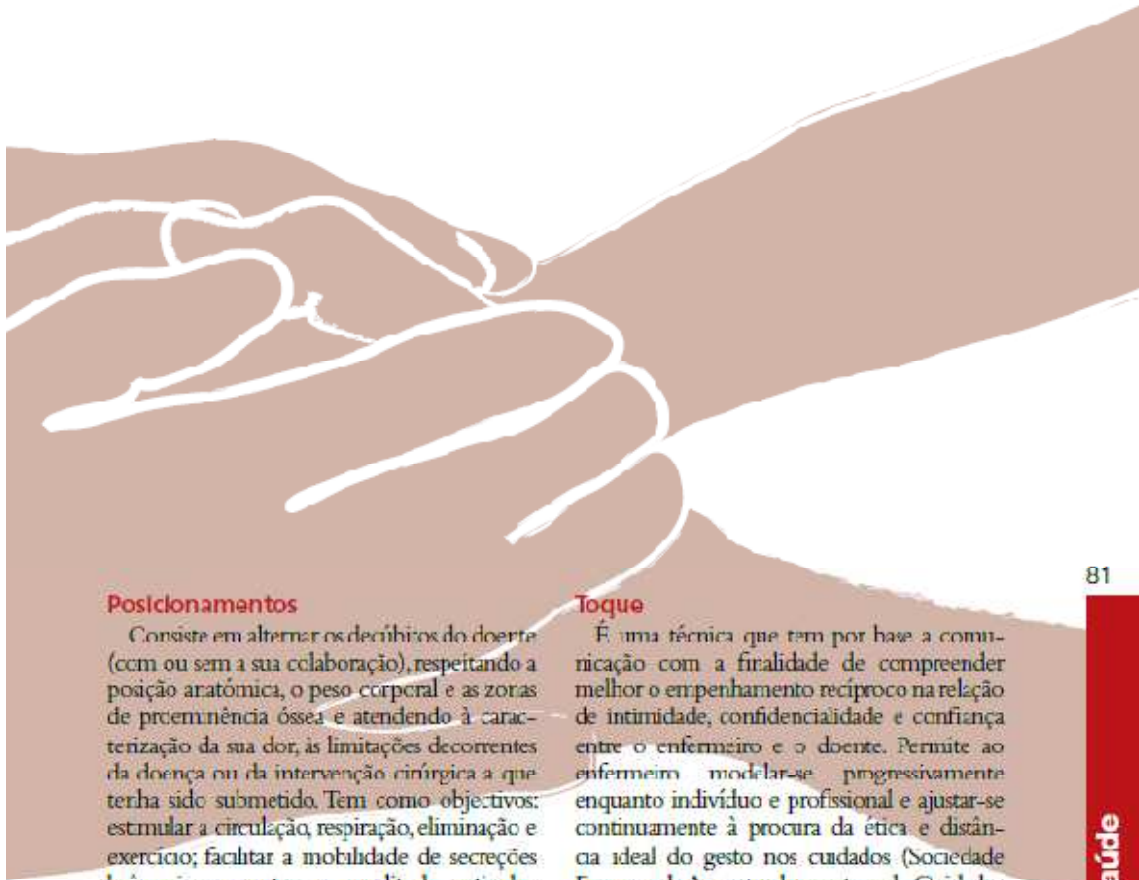 81
Posicionamentos
Consiste em alternar os decúbitos do doente
(com ou sem a sua colaboração), respeitando a
posição anatómica, o peso corporal e as zonas
de proeminência óssea e atendendo à carac-
terização da sua dor, às limitações decorrentes
da doença ou da intervenção cirúrgica a que
tenha sido submetido. Tem como objectivos:
estimular a circulação, respiração, eliminação e
exercício; facilitar a mobilidade de secreções
Toque
É uma técnica que tem por base a comu-
nicação com a finalidade de compreender
melhor o empenhamento recíproco na relação
de intimidade, confidencialidade e confiança
entre o enfermeiro e o doente. Permite ao
enfermeiro modelar-se progressivamente
enquanto indivíduo e profissional e ajustar-se
continuamente à procura da ética e distân-
cia ideal do gesto nos cuidados (Sociedade
aúde